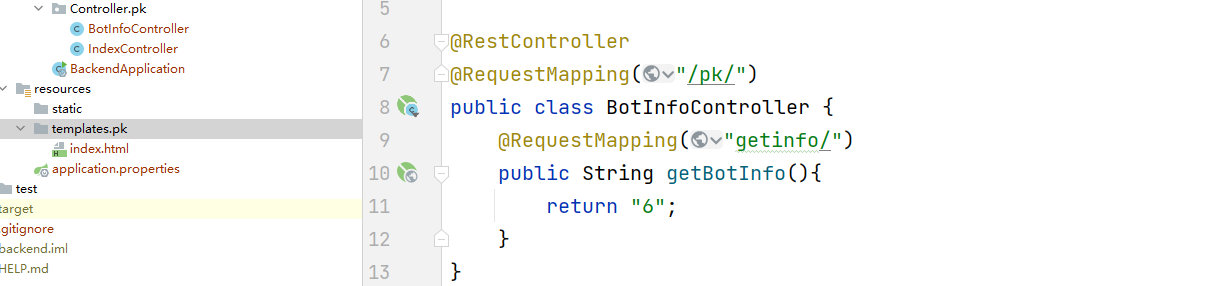 Controller.pk
BotInfoController
IndexController
BackendApplication
resources
static
templates.pk
index.html
application.properties
test
target
.gitignore
backend.iml
HELP.md
5
6 @RestController
7 @RequestMapping("/pk/")
8 public class BotInfoController {
9 @RequestMapping("getinfo/")
10 public String getBotInfo(){
11 return "6";
12 }
13 }